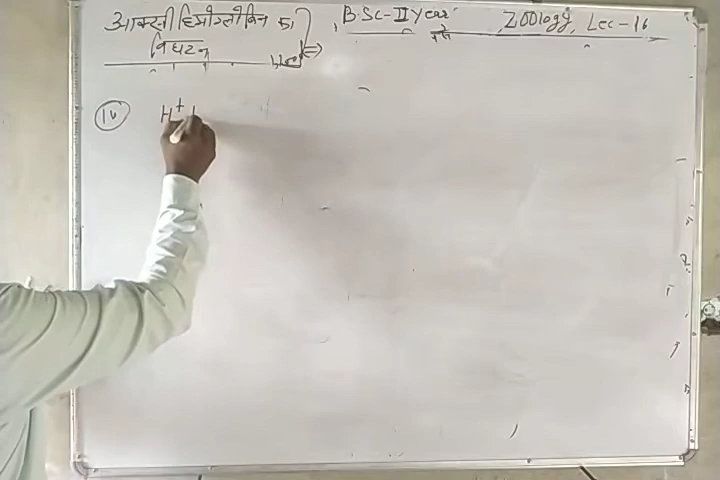 आक्सी हिमोग्लोबिन का B.Sc-II Year Zoology, Lec-16
विघटन
(iv) H+